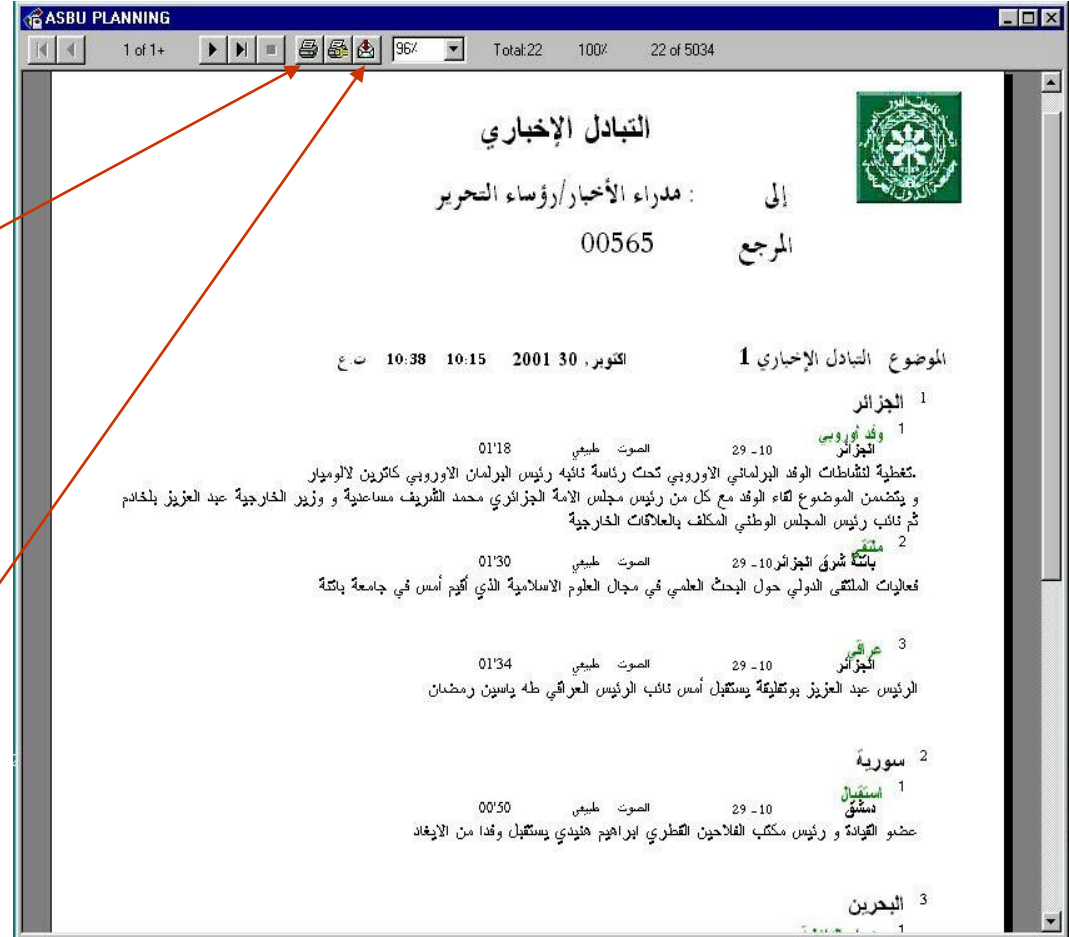 ASBU PLANNING
1 of 1+ 96% Total:22 100% 22 of 5034
التبادل الإخباري
إلى : مدراء الأخبار/رؤساء التحرير
المرجع 00565
الموضوع التبادل الإخباري 1 اكتوبر, 30 2001 10:15 10:38 ت.ع
1 الجزائر
1 وفد أوروبي
الجزائر 10- 29 الصوت طبيعي 01'18
.تغطية لنشاطات الوفد البرلماني الاوروبي تحت رئاسة نائبه رئيس البرلمان الاوروبي كاترين لالوميار
و يتضمن الموضوع لقاء الوفد مع كل من رئيس مجلس الامة الجزائري محمد الشريف مساعدية و وزير الخارجية عبد العزيز بلخادم
ثم نائب رئيس المجلس الوطني المكلف بالعلاقات الخارجية
2 ملتقى
باتنة شرق الجزائر 10- 29 الصوت طبيعي 01'30
فعاليات الملتقى الدولي حول البحث العلمي في مجال العلوم الاسلامية الذي أقيم أمس في جامعة باتنة
3 عراقي
الجزائر 10- 29 الصوت طبيعي 01'34
الرئيس عبد العزيز بوتفليقة يستقبل أمس نائب الرئيس العراقي طه ياسين رمضان
2 سورية
1 استقبال
دمشق 10- 29 الصوت طبيعي 00'50
عضو القيادة و رئيس مكتب الفلاحين القطري ابراهيم هنيدي يستقبل وفدا من الايفاد
3 البحرين
1